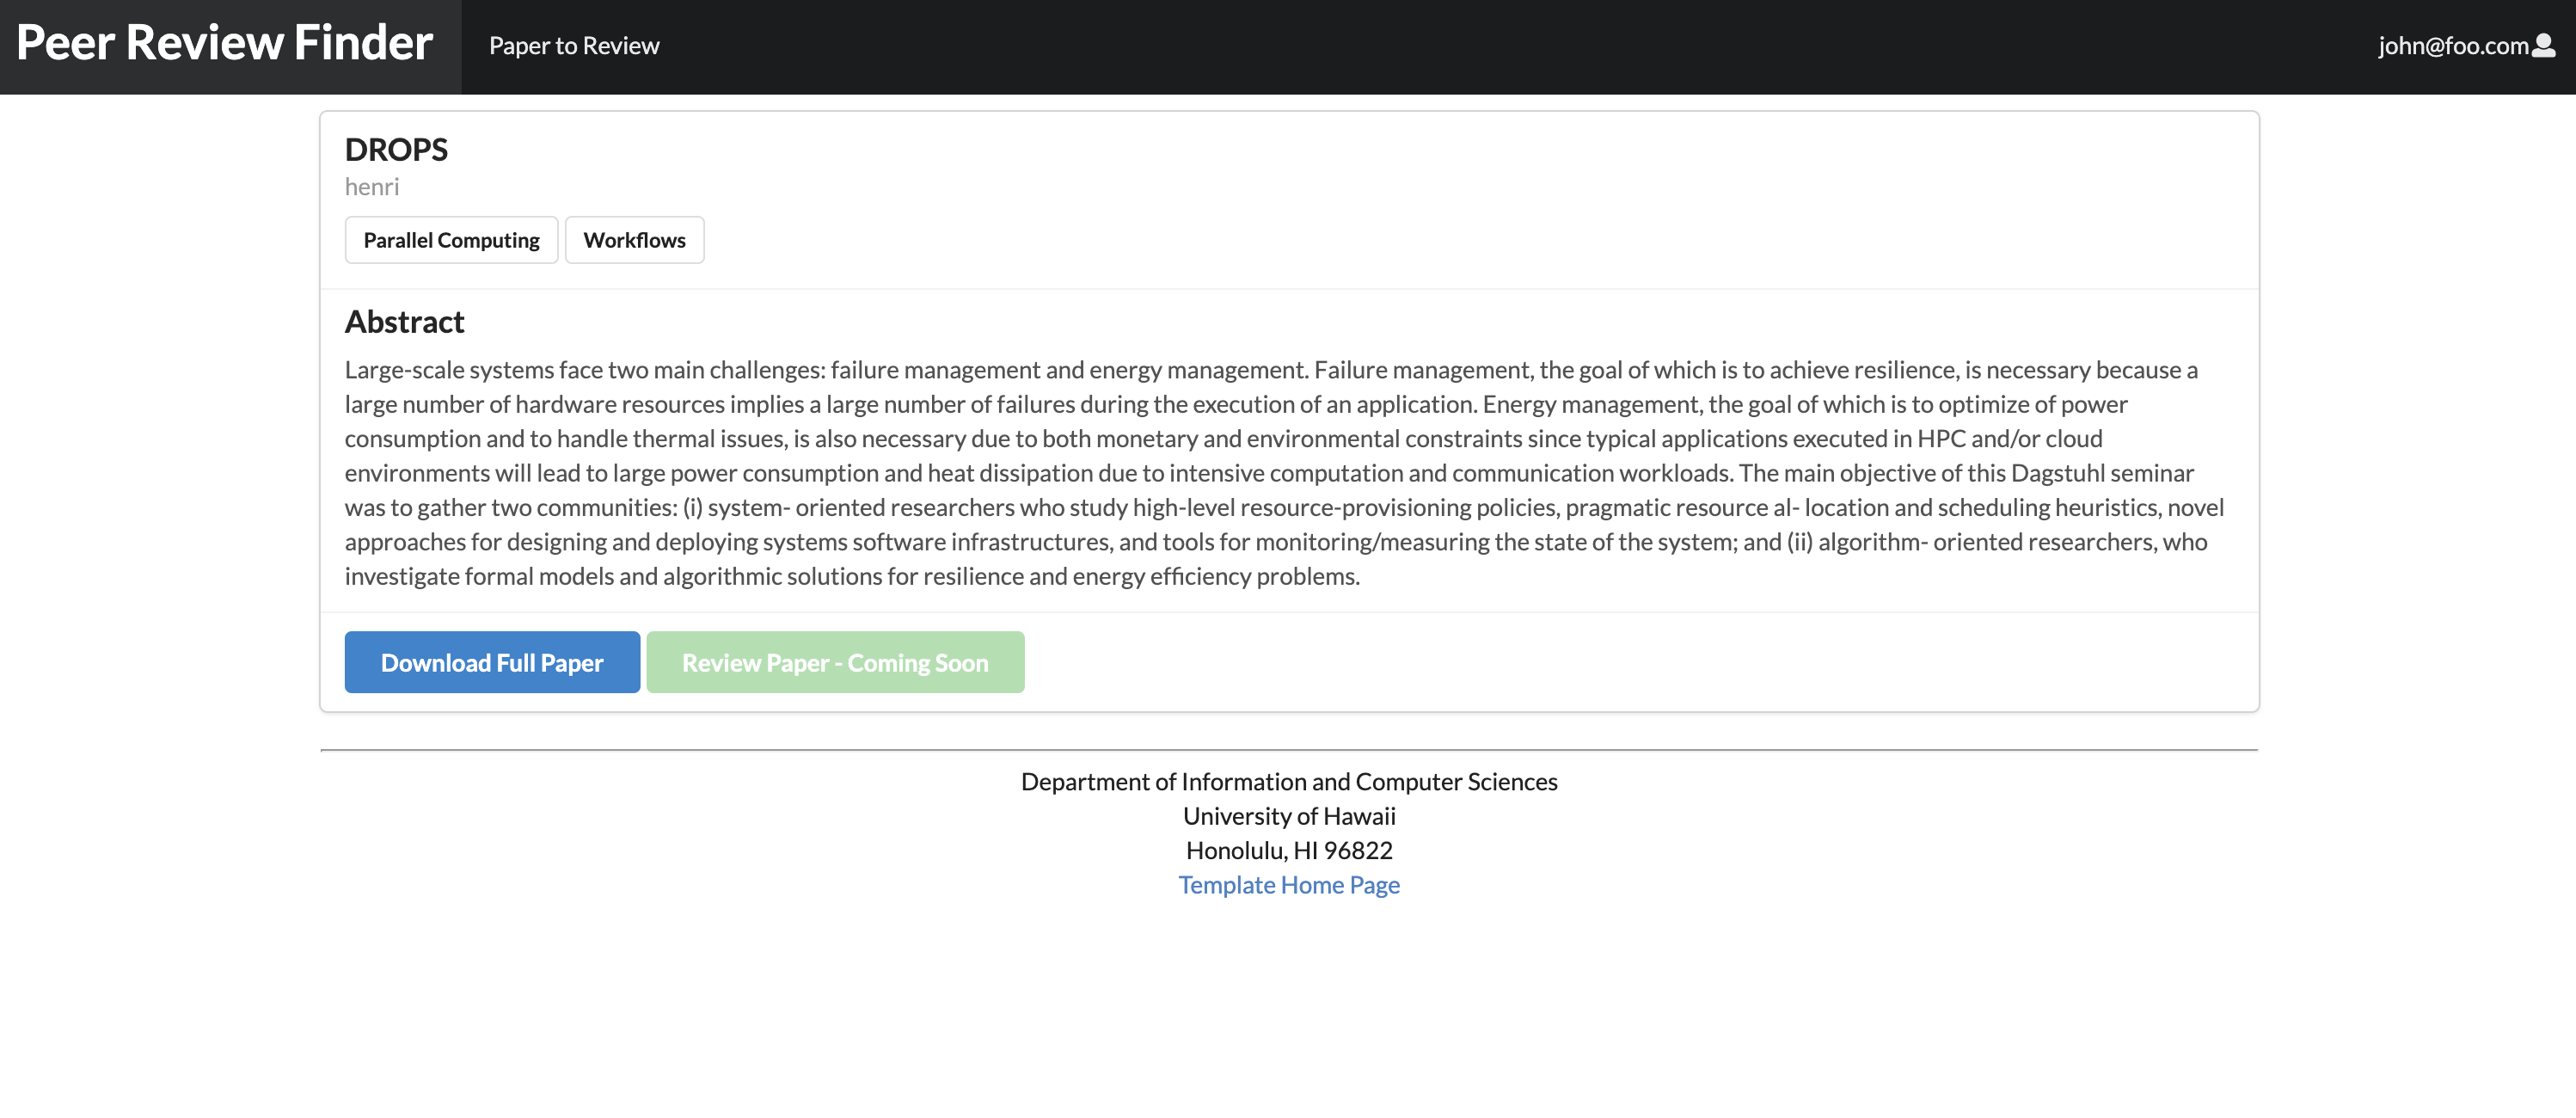 Peer Review Finder
Paper to Review
john@foo.com
DROPS
henri
Parallel Computing
Workflows
Abstract
Large-scale systems face two main challenges: failure management and energy management. Failure management, the goal of which is to achieve resilience, is necessary because a
large number of hardware resources implies a large number of failures during the execution of an application. Energy management, the goal of which is to optimize of power
consumption and to handle thermal issues, is also necessary due to both monetary and environmental constraints since typical applications executed in HPC and/or cloud
environments will lead to large power consumption and heat dissipation due to intensive computation and communication workloads. The main objective of this Dagstuhl seminar
was to gather two communities: (i) system- oriented researchers who study high-level resource-provisioning policies, pragmatic resource al- location and scheduling heuristics, novel
approaches for designing and deploying systems software infrastructures, and tools for monitoring/measuring the state of the system; and (ii) algorithm- oriented researchers, who
investigate formal models and algorithmic solutions for resilience and energy efficiency problems.
Download Full Paper
Review Paper - Coming Soon
Department of Information and Computer Sciences
University of Hawaii
Honolulu, HI 96822
Template Home Page